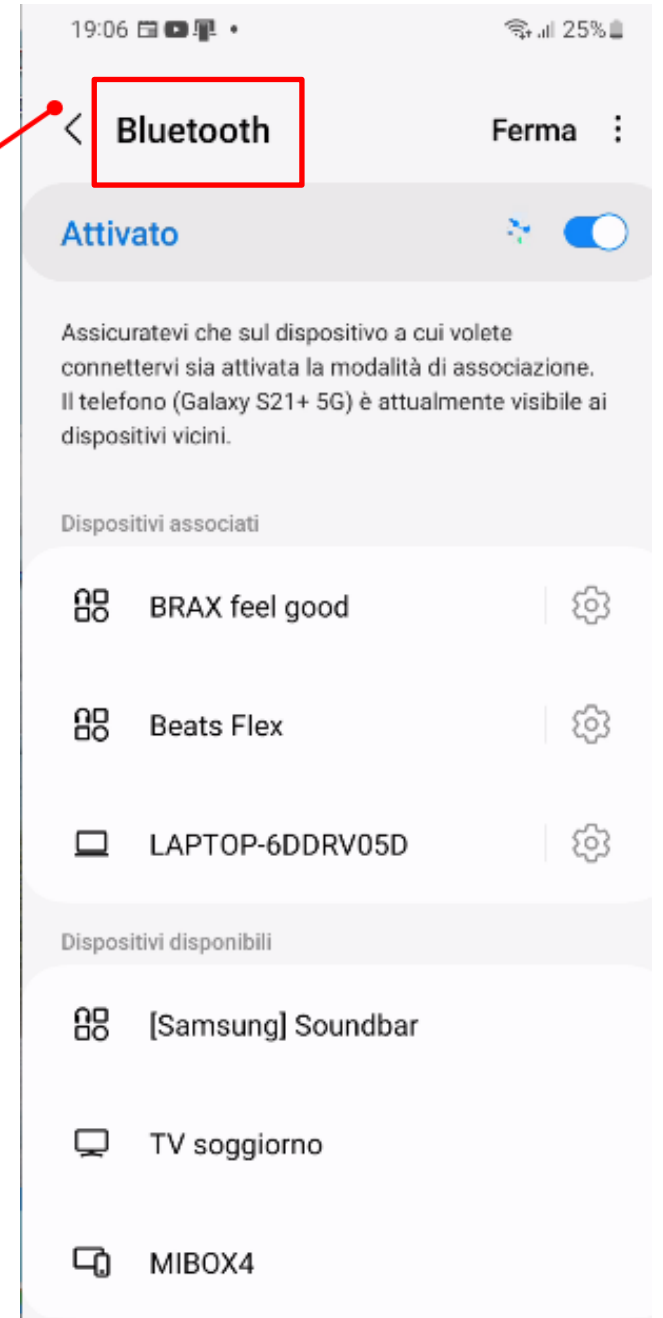 19:06 25%
Bluetooth Ferma
Attivato
Assicuratevi che sul dispositivo a cui volete
connettervi sia attivata la modalità di associazione.
Il telefono (Galaxy S21+ 5G) è attualmente visibile ai
dispositivi vicini.
Dispositivi associati
BRAX feel good
Beats Flex
LAPTOP-6DDRV05D
Dispositivi disponibili
[Samsung] Soundbar
TV soggiorno
MIBOX4